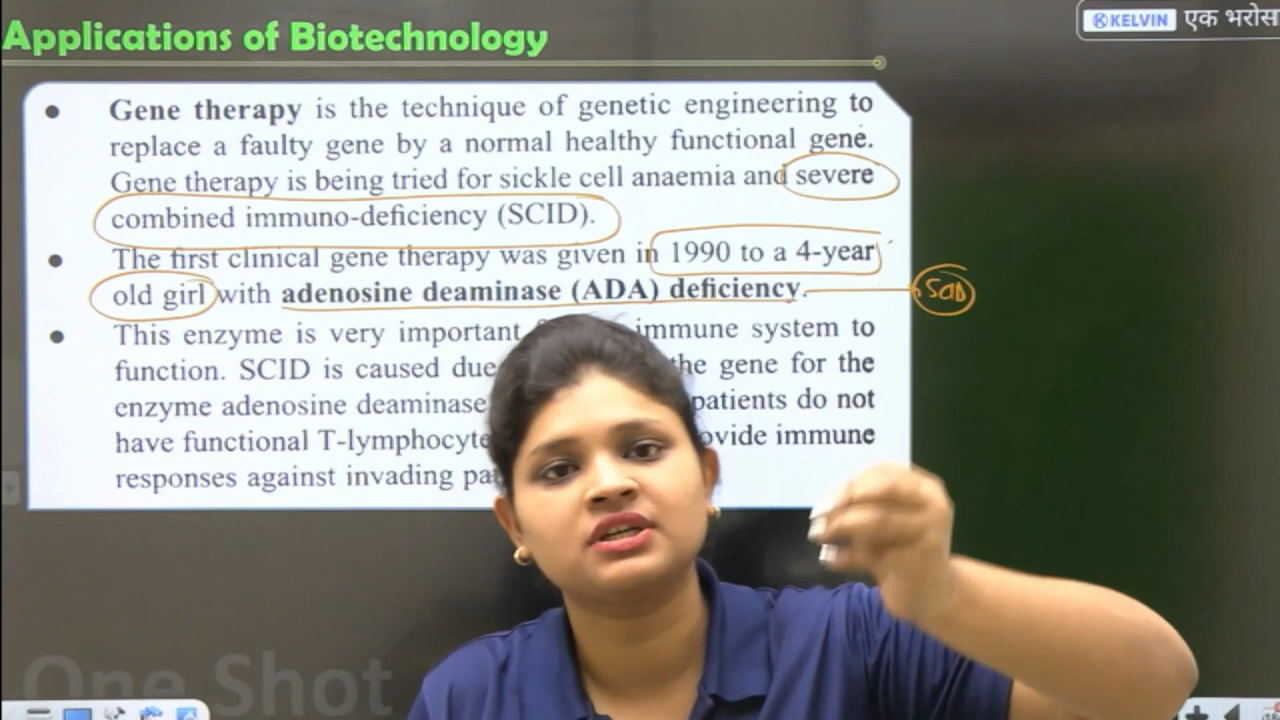 Applications of Biotechnology
KELVIN एक भरोस
• Gene therapy is the technique of genetic engineering to
replace a faulty gene by a normal healthy functional gene.
Gene therapy is being tried for sickle cell anaemia and severe
combined immuno-deficiency (SCID).
• The first clinical gene therapy was given in 1990 to a 4-year
old girl with adenosine deaminase (ADA) deficiency.
SCID
• This enzyme is very important immune system to
function. SCID is caused due the gene for the
enzyme adenosine deaminase patients do not
have functional T-lymphocyte ovide immune
responses against invading pa
One Shot